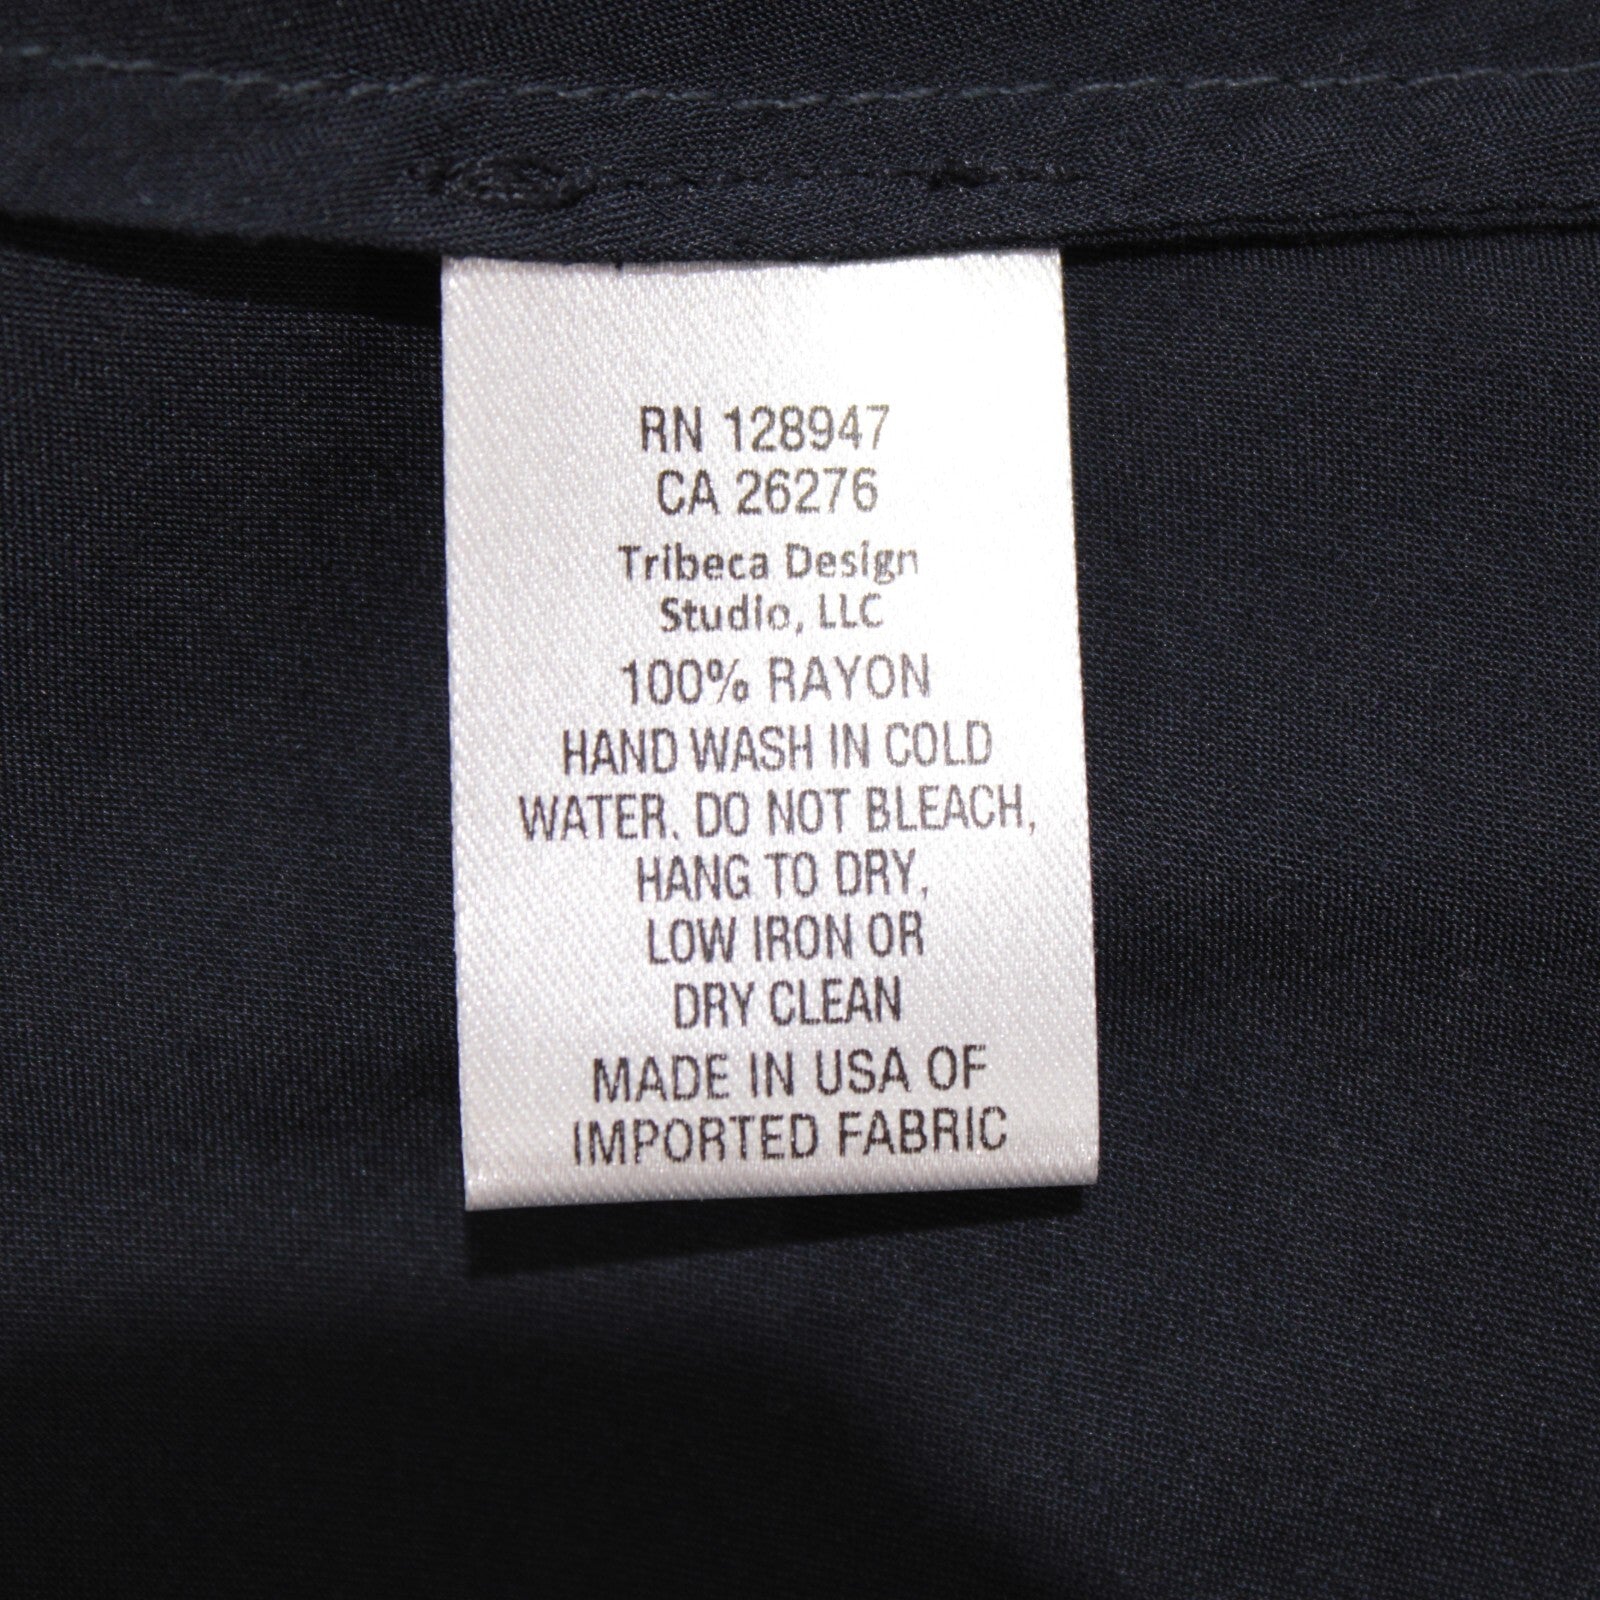 RN 128947
CA 26276
Tribeca Design
Studio, LLC
100% RAYON
HAND WASH IN COLD
WATER. DO NOT BLEACH,
HANG TO DRY,
LOW IRON OR
DRY CLEAN
MADE IN USA OF
IMPORTED FABRIC